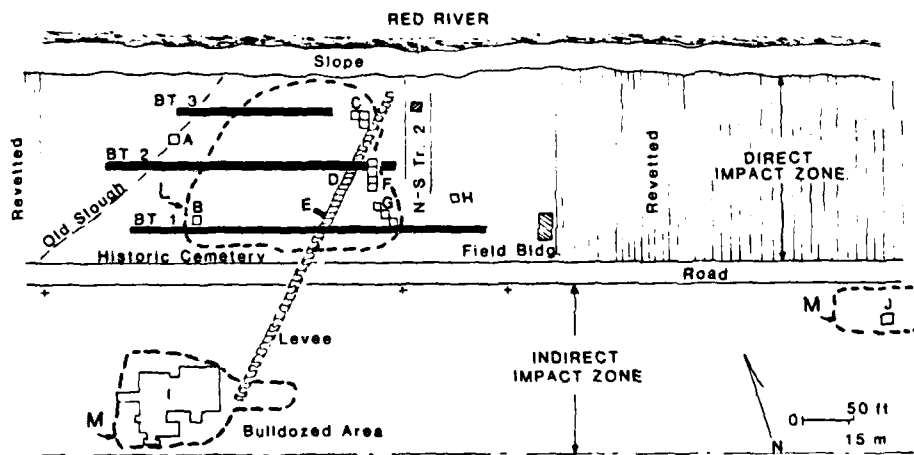 RED RIVER
Slope
BT 3
C
S
A
N-S Tr. 2
Revetted
BT 2
D
F
L
E
H
B
G
BT 1
Old Slough
Historic Cemetery
Field Bldg.
Revetted
DIRECT
IMPACT ZONE
Road
M
J
Levee
INDIRECT
IMPACT ZONE
I
M
Bulldozed Area
0 50 ft
15 m
N